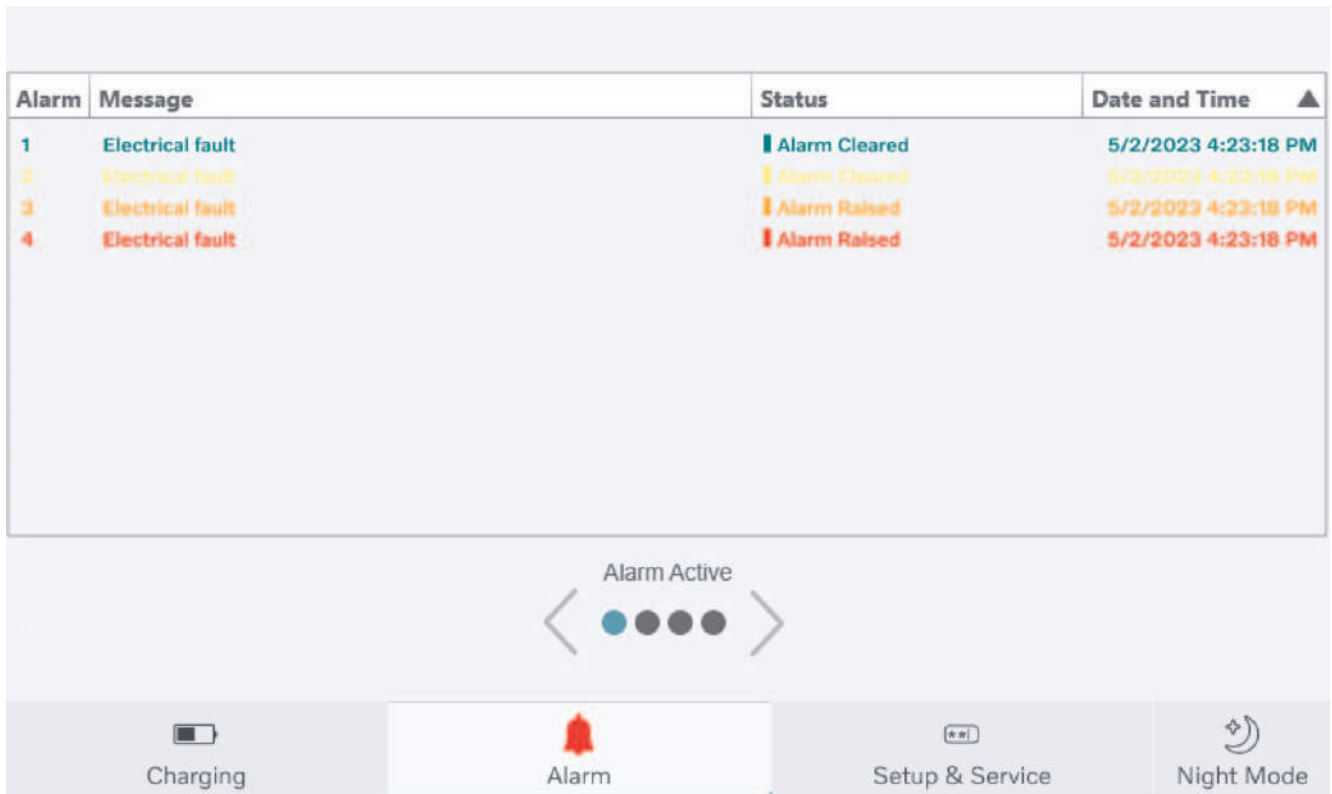 Alarm Message Status Date and Time ▲
1 Electrical fault Alarm Cleared 5/2/2023 4:23:18 PM
2 Electrical fault Alarm Cleared 5/2/2023 4:23:18 PM
3 Electrical fault Alarm Raised 5/2/2023 4:23:18 PM
4 Electrical fault Alarm Raised 5/2/2023 4:23:18 PM
Alarm Active
Charging Alarm Setup & Service Night Mode